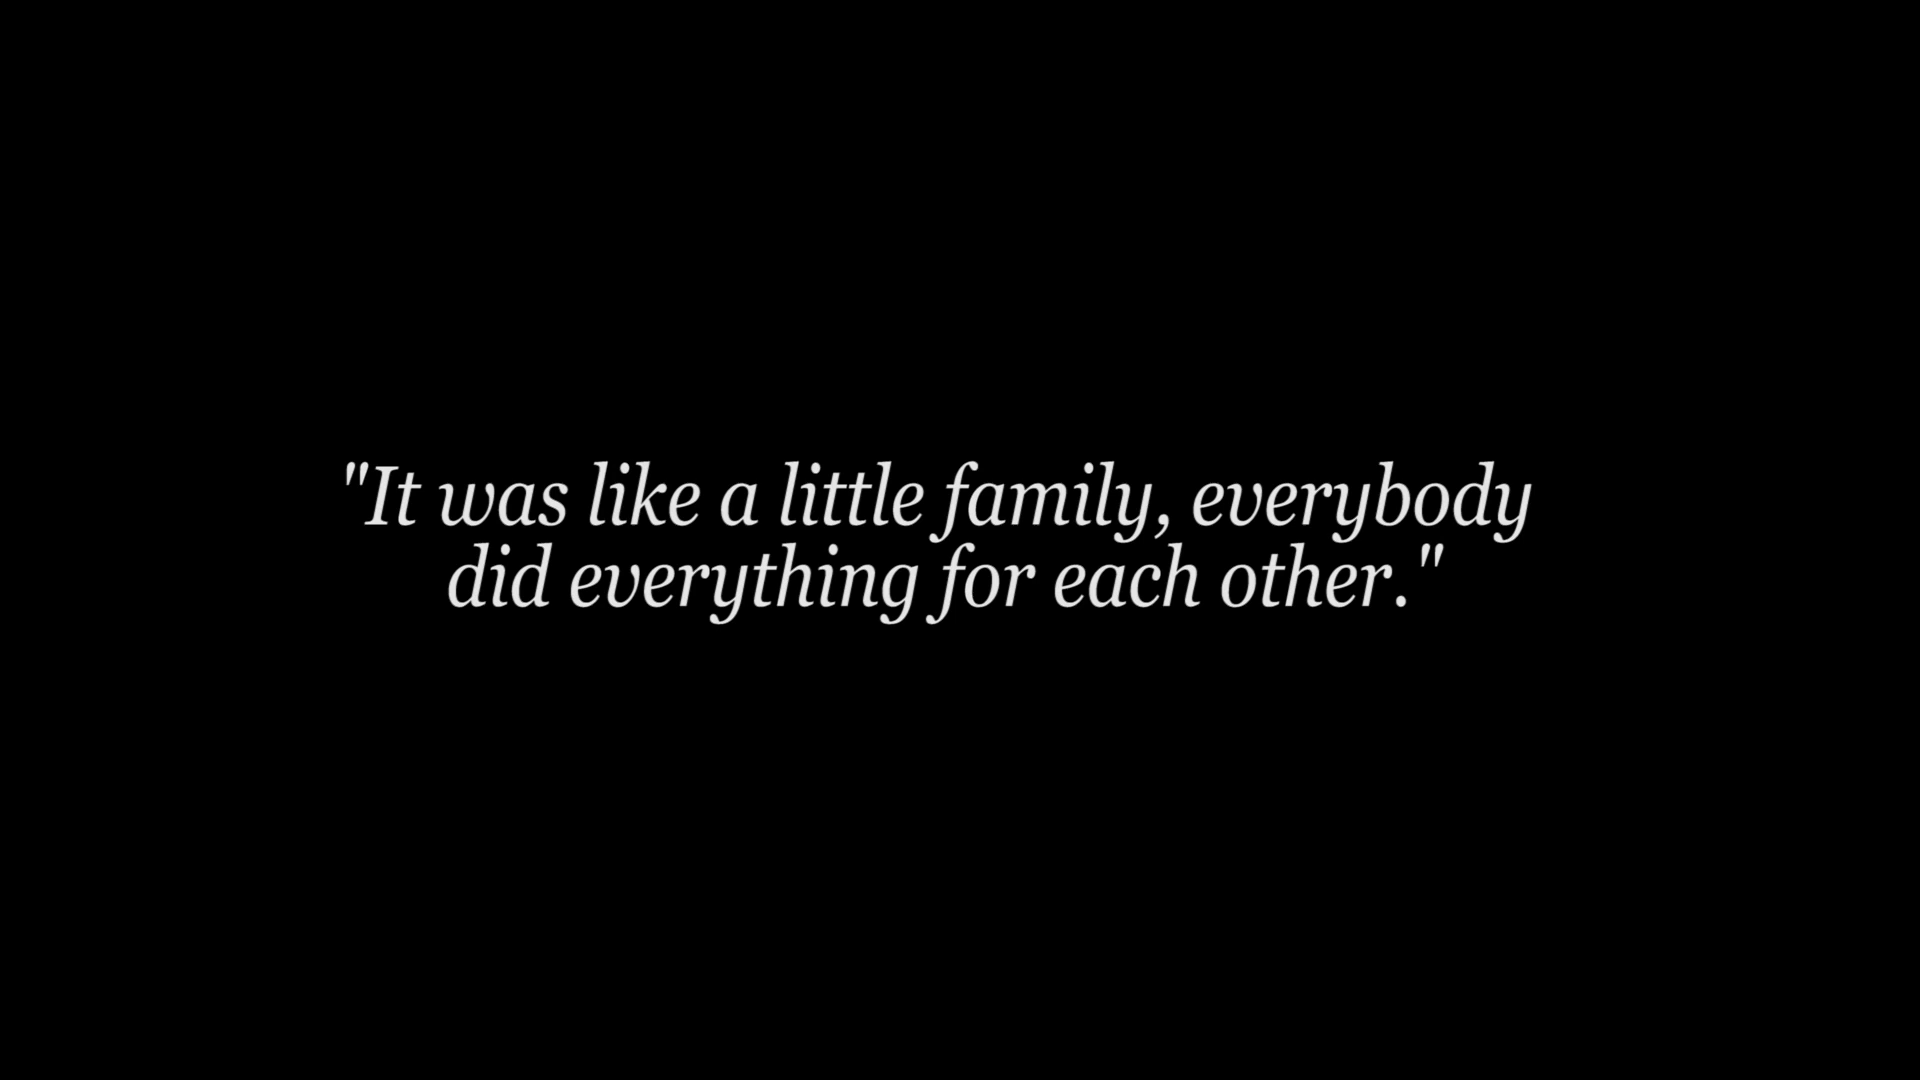 "It was like a little family, everybody
did everything for each other."